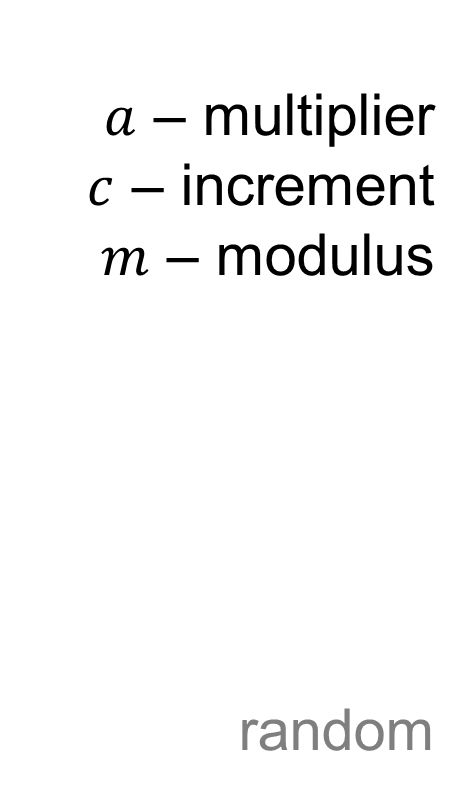 a – multiplier
c – increment
m – modulus
random